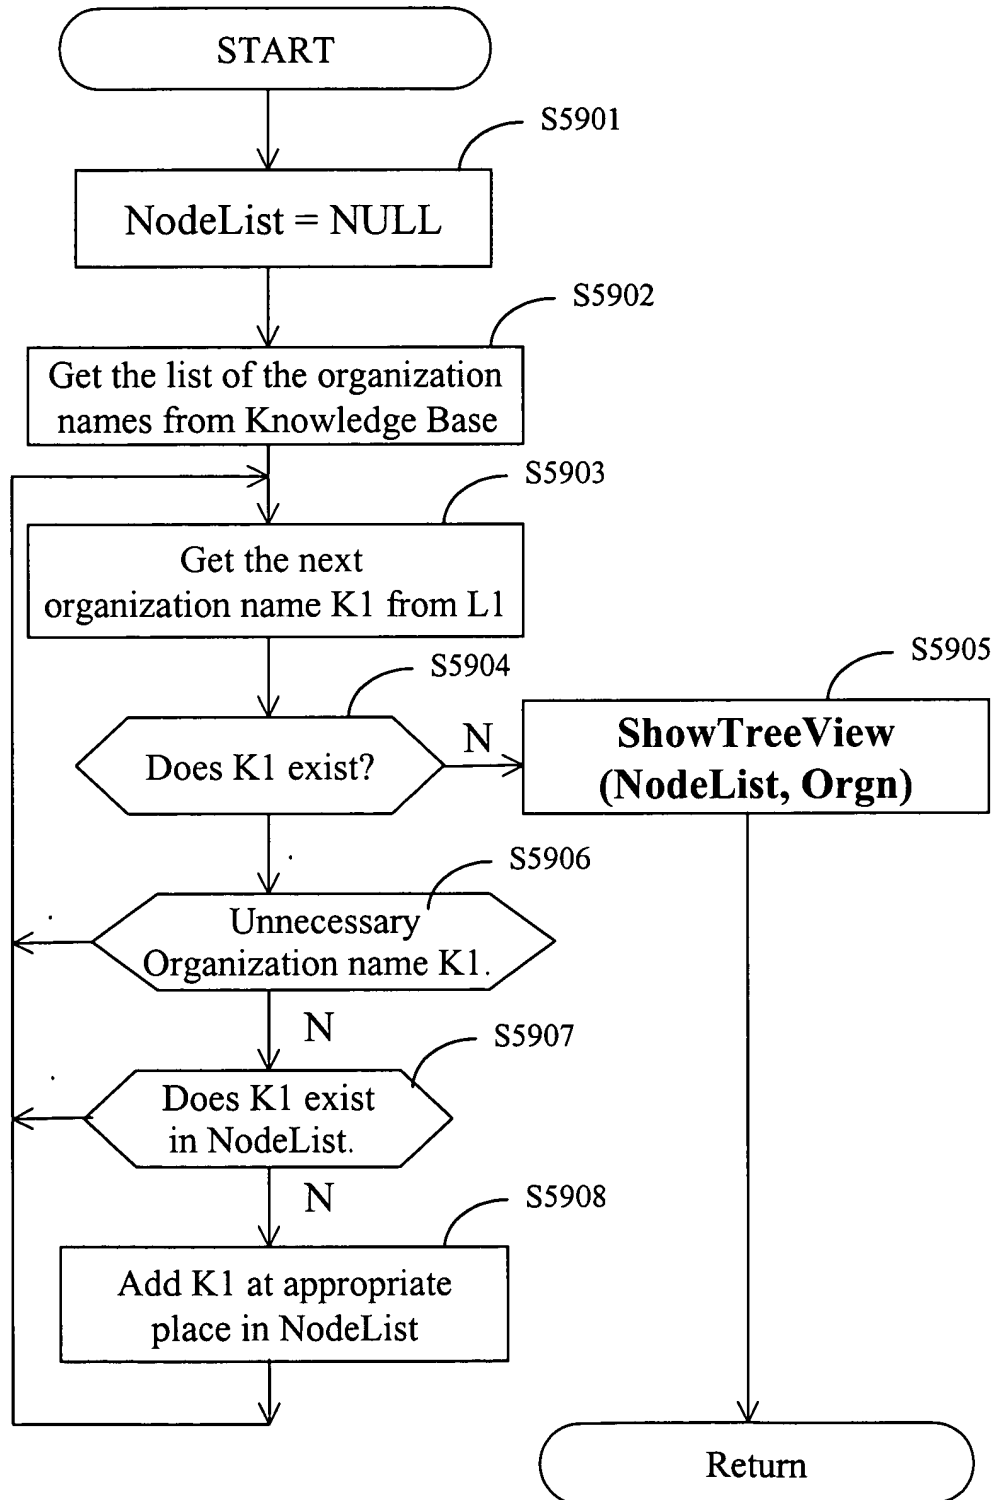 START
S5901
NodeList = NULL
S5902
Get the list of the organization
names from Knowledge Base
S5903
Get the next
organization name K1 from L1
S5904
Does K1 exist?
N
S5905
ShowTreeView
(NodeList, Orgn)
S5906
Unnecessary
Organization name K1.
N
S5907
Does K1 exist
in NodeList.
N
S5908
Add K1 at appropriate
place in NodeList
Return